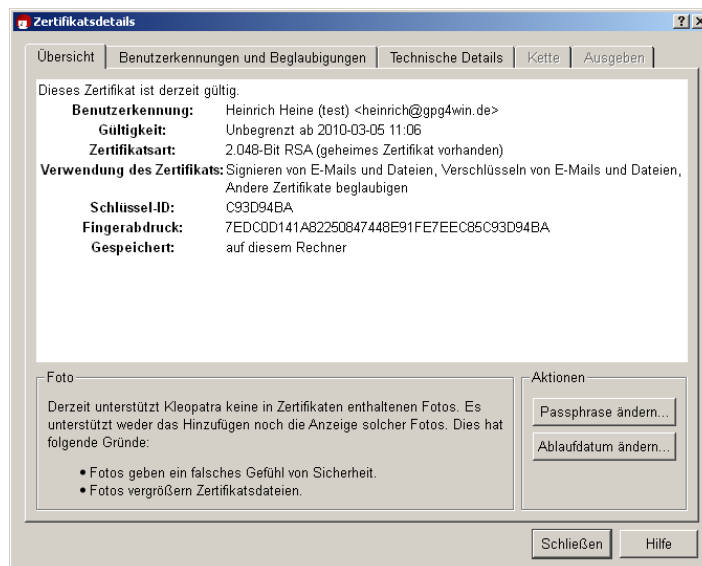 Zertifikatsdetails
Übersicht Benutzerkennungen und Beglaubigungen Technische Details Kette Ausgeben
Dieses Zertifikat ist derzeit gültig.
Benutzerkennung: Heinrich Heine (test) <heinrich@gpg4win.de>
Gültigkeit: Unbegrenzt ab 2010-03-05 11:06
Zertifikatsart: 2.048-Bit RSA (geheimes Zertifikat vorhanden)
Verwendung des Zertifikats: Signieren von E-Mails und Dateien, Verschlüsseln von E-Mails und Dateien,
Andere Zertifikate beglaubigen
Schlüssel-ID: C93D94BA
Fingerabdruck: 7EDC0D141A82250847448E91FE7EEC85C93D94BA
Gespeichert: auf diesem Rechner
Foto
Derzeit unterstützt Kleopatra keine in Zertifikaten enthaltenen Fotos. Es
unterstützt weder das Hinzufügen noch die Anzeige solcher Fotos. Dies hat
folgende Gründe:
• Fotos geben ein falsches Gefühl von Sicherheit.
• Fotos vergrößern Zertifikatsdateien.
Aktionen
Passphrase ändern...
Ablaufdatum ändern...
Schließen Hilfe